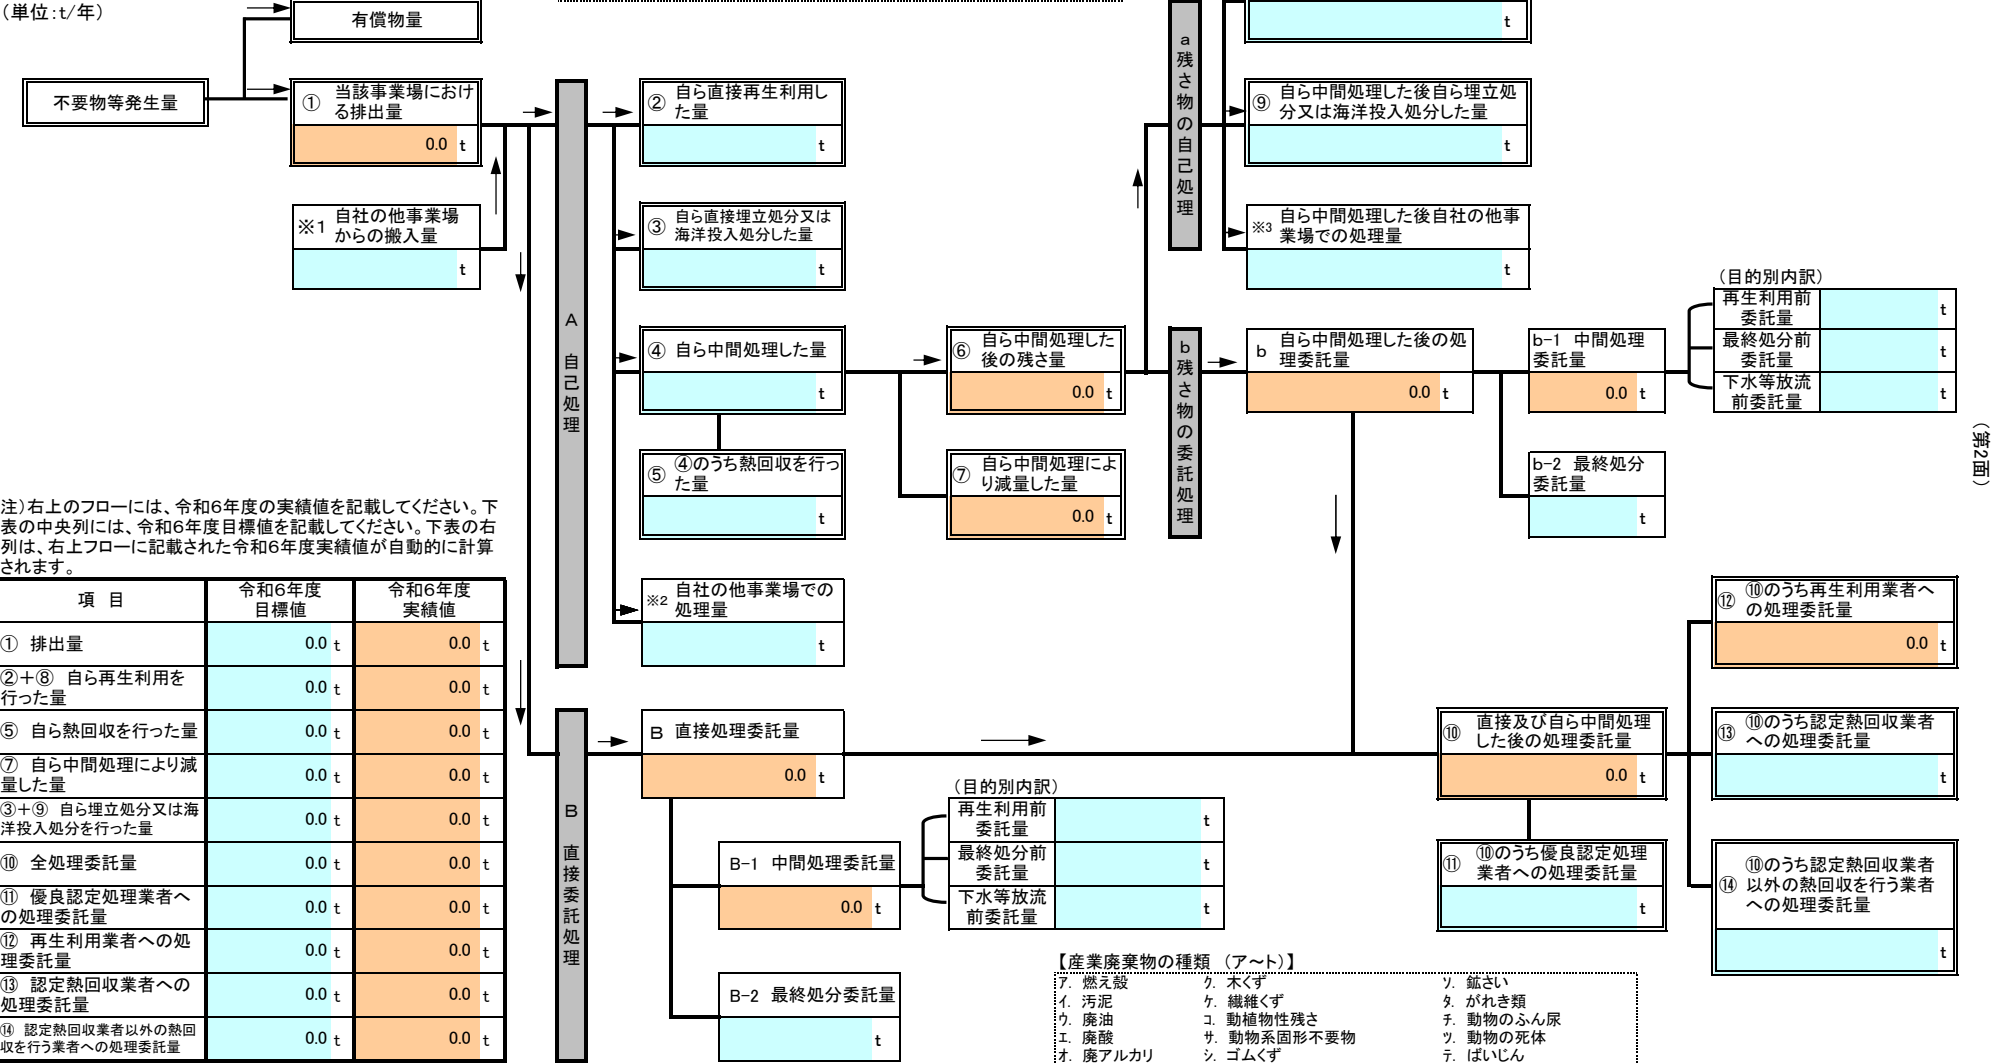 (単位:t/年)
有償物量
t
不要物等発生量
① 当該事業場におけ
る排出量
0.0 t
※1 自社の他事業場
からの搬入量
t
A 自己処理
② 自ら直接再生利用し
た量
t
③ 自ら直接埋立処分又は
海洋投入処分した量
t
④ 自ら中間処理した量
t
⑤ ④のうち熱回収を行っ
た量
t
※2 自社の他事業場での
処理量
t
⑥ 自ら中間処理した
後の残さ量
0.0 t
⑦ 自ら中間処理によ
り減量した量
0.0 t
a残さ物の自己処理
⑨ 自ら中間処理した後自ら埋立処
分又は海洋投入処分した量
t
※3 自ら中間処理した後自社の他事
業場での処理量
t
b残さ物の委託処理
b 自ら中間処理した後の処
理委託量
0.0 t
b-1 中間処理
委託量
0.0 t
(目的別内訳)
再生利用前
委託量
t
最終処分前
委託量
t
下水等放流
前委託量
t
b-2 最終処分
委託量
t
(第2面)
注)右上のフローには、令和6年度の実績値を記載してください。下
表の中央列には、令和6年度目標値を記載してください。下表の右
列は、右上フローに記載された令和6年度実績値が自動的に計算
されます。
項 目 令和6年度
目標値 令和6年度
実績値
① 排出量 0.0 t 0.0 t
②+⑧ 自ら再生利用を
行った量 0.0 t 0.0 t
⑤ 自ら熱回収を行った量 0.0 t 0.0 t
⑦ 自ら中間処理により減
量した量 0.0 t 0.0 t
③+⑨ 自ら埋立処分又は海
洋投入処分を行った量 0.0 t 0.0 t
⑩ 全処理委託量 0.0 t 0.0 t
⑪ 優良認定処理業者へ
の処理委託量 0.0 t 0.0 t
⑫ 再生利用業者への処
理委託量 0.0 t 0.0 t
⑬ 認定熱回収業者への
処理委託量 0.0 t 0.0 t
⑭ 認定熱回収業者以外の熱回
収を行う業者への処理委託量 0.0 t 0.0 t
B 直接委託処理
B 直接処理委託量
0.0 t
B-1 中間処理委託量
0.0 t
(目的別内訳)
再生利用前
委託量
t
最終処分前
委託量
t
下水等放流
前委託量
t
B-2 最終処分委託量
t
⑩ 直接及び自ら中間処理
した後の処理委託量
0.0 t
⑪ ⑩のうち優良認定処理
業者への処理委託量
t
⑫ ⑩のうち再生利用業者へ
の処理委託量
0.0 t
⑬ ⑩のうち認定熱回収業者
への処理委託量
t
⑭ ⑩のうち認定熱回収業者
以外の熱回収を行う業者
への処理委託量
t
【産業廃棄物の種類 (ア～ト)】
ア. 燃え殻 ク. 木くず ソ. 鉱さい
イ. 汚泥 ケ. 繊維くず タ. がれき類
ウ. 廃油 コ. 動植物性残さ チ. 動物のふん尿
エ. 廃酸 サ. 動物系固形不要物 ツ. 動物の死体
オ. 廃アルカリ シ. ゴムくず テ. ばいじん